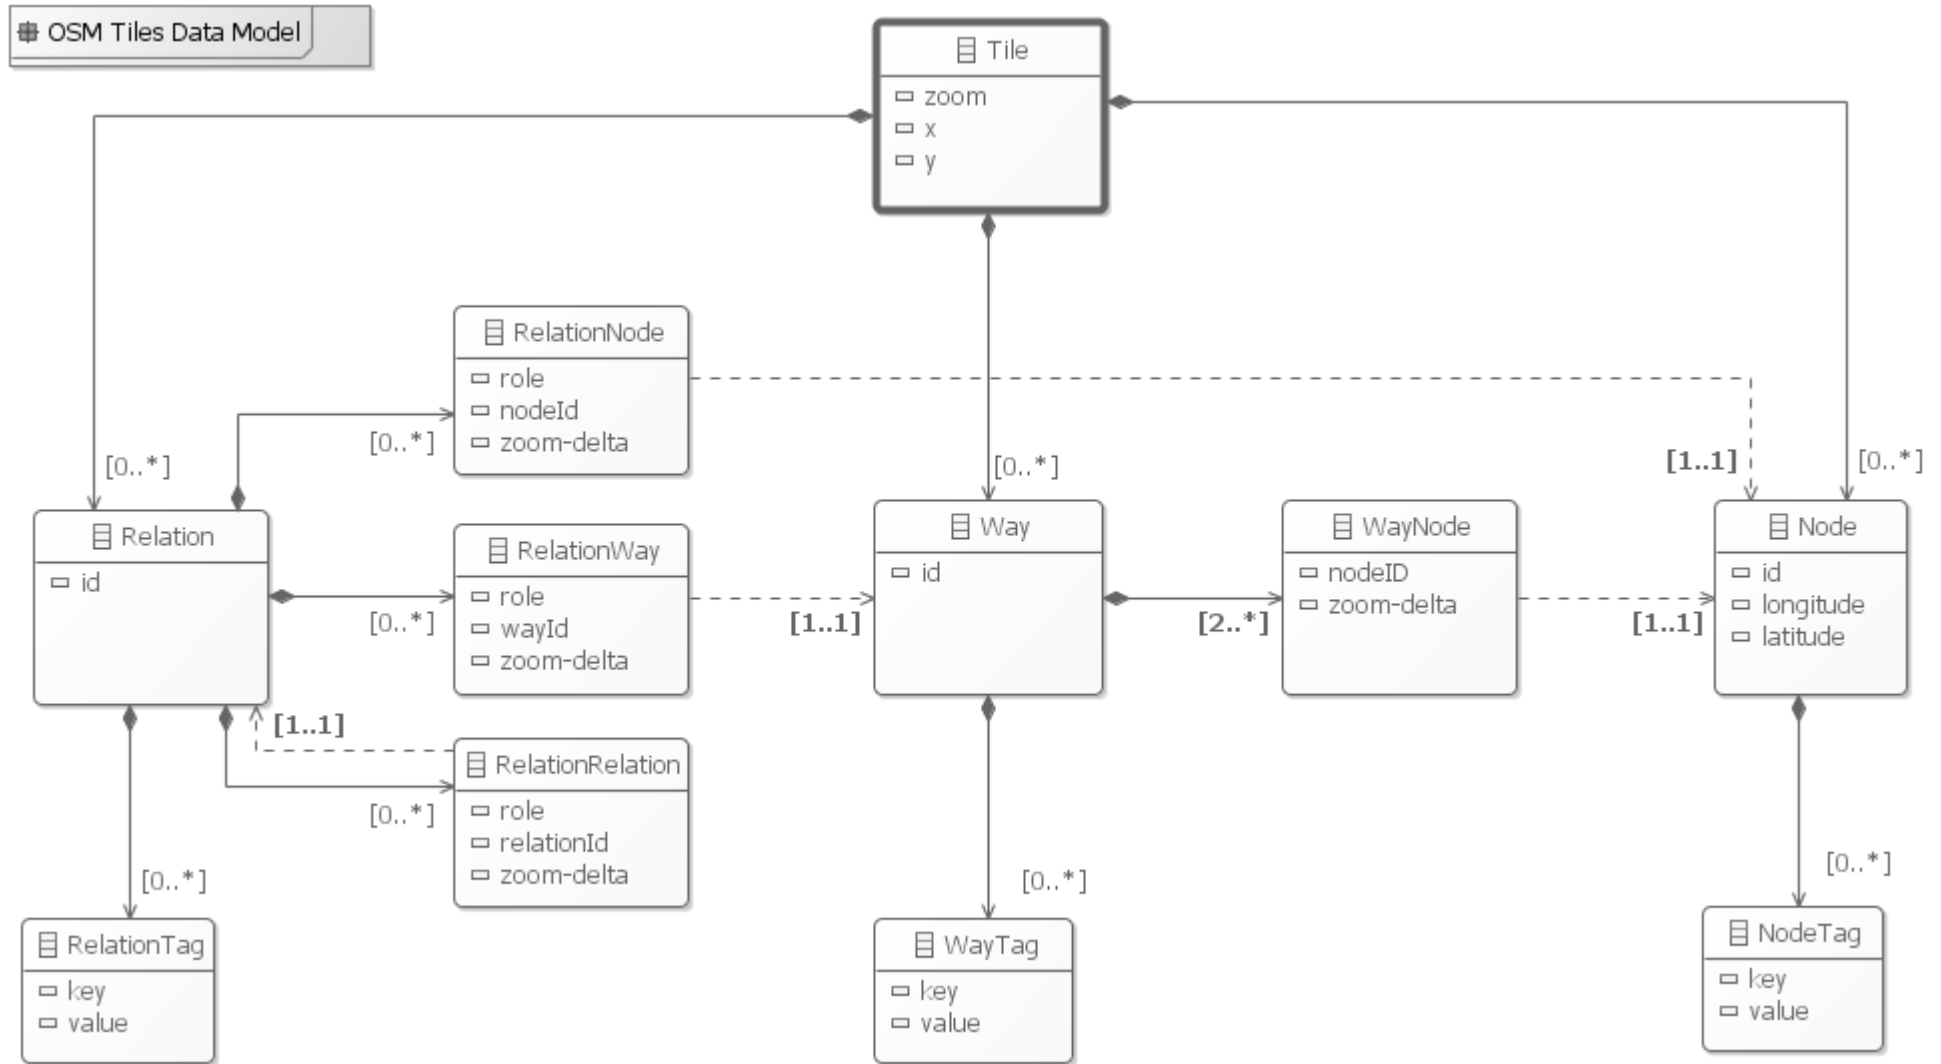 OSM Tiles Data Model
Tile
zoom
x
y
RelationNode
role
nodeId
zoom-delta
[0..*]
[0..*]
[0..*]
[1..1]
[0..*]
Relation
id
RelationWay
role
wayId
zoom-delta
[0..*]
[1..1]
Way
id
[2..*]
WayNode
nodeID
zoom-delta
[1..1]
Node
id
longitude
latitude
[1..1]
RelationRelation
role
relationId
zoom-delta
[0..*]
[0..*]
[0..*]
[0..*]
RelationTag
key
value
WayTag
key
value
NodeTag
key
value